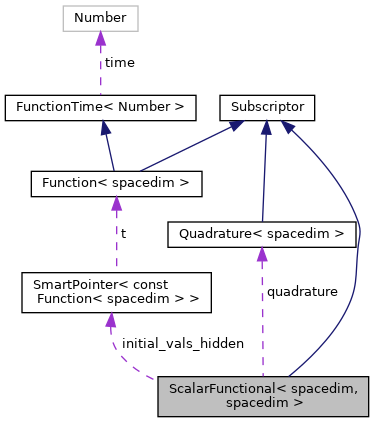 Number
time
FunctionTime< Number >
Subscriptor
Function< spacedim >
t
Quadrature< spacedim >
SmartPointer< const
Function< spacedim > >
quadrature
initial_vals_hidden
ScalarFunctional< spacedim,
spacedim >